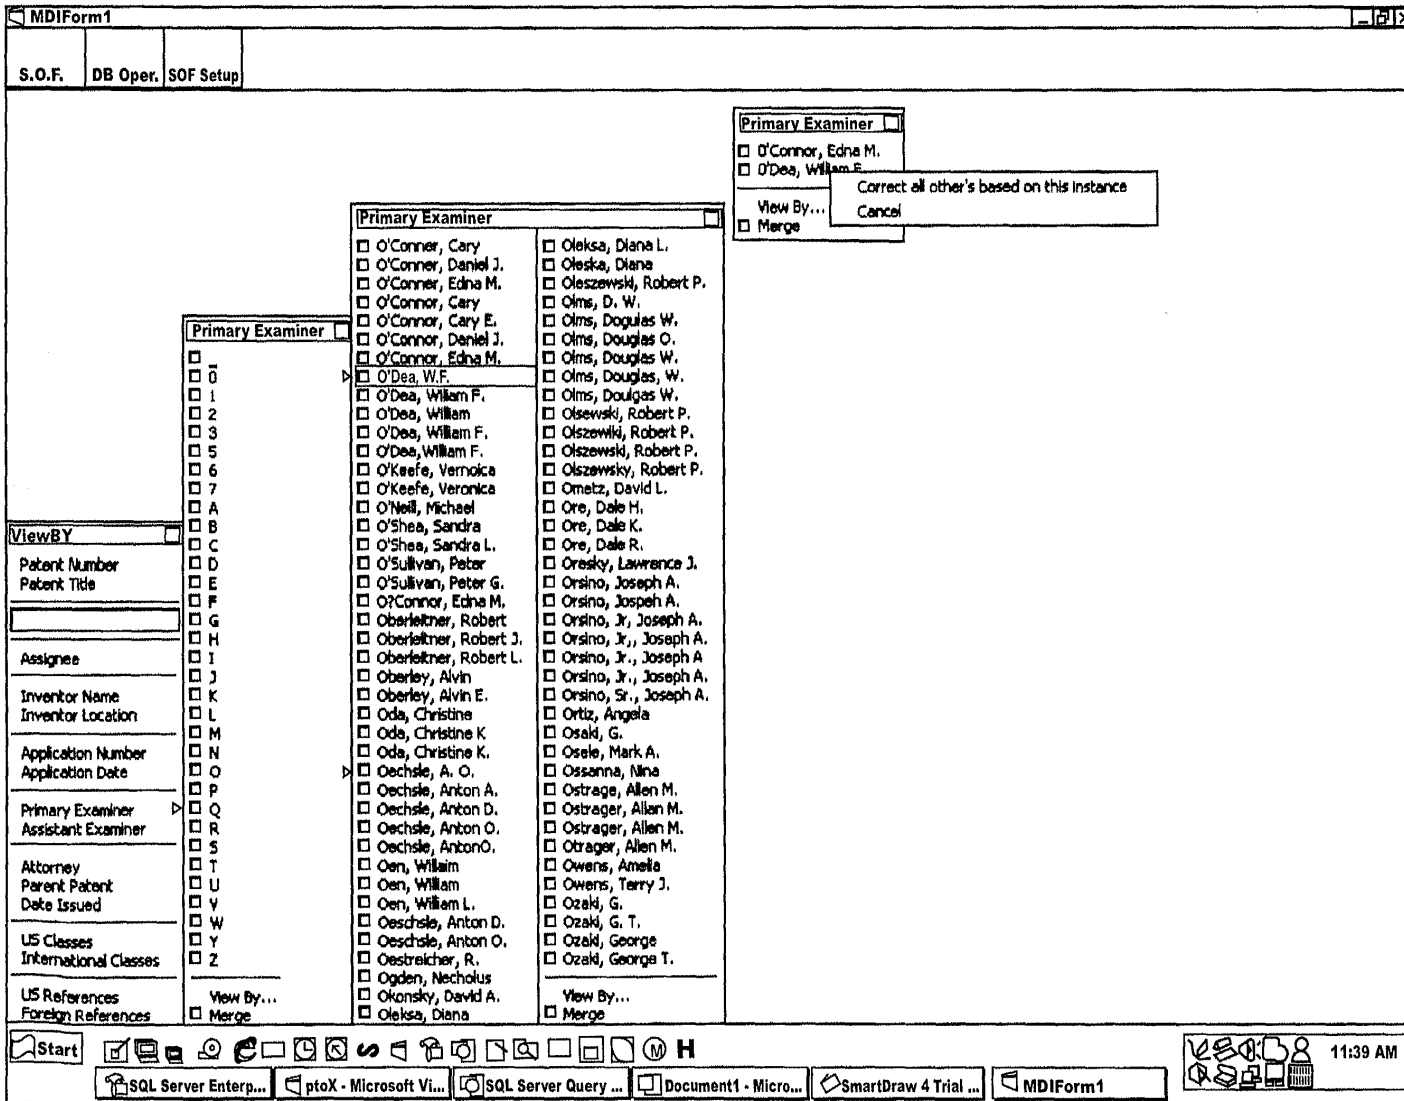 MDIForm1
S.O.F.
DB Oper.
SOF Setup
Primary Examiner
O'Connor, Edna M.
O'Dea, William F.
View By...
Merge
Correct all other's based on this instance
Cancel
Primary Examiner
O'Conner, Cary
O'Conner, Daniel J.
O'Conner, Edna M.
O'Connor, Cary
O'Connor, Cary E.
O'Connor, Daniel J.
O'Connor, Edna M.
O'Dea, W.F.
O'Dea, Wiliam F.
O'Dea, William
O'Dea, William F.
O'Dea,William F.
O'Keefe, Vernoica
O'Keefe, Veronica
O'Neill, Michael
O'Shea, Sandra
O'Shea, Sandra L.
O'Sullivan, Peter
O'Sullivan, Peter G.
O?Connor, Edna M.
Oberleitner, Robert
Oberleitner, Robert J.
Oberleitner, Robert L.
Oberley, Alvin
Oberley, Alvin E.
Oda, Christine
Oda, Christine K
Oda, Christine K.
Oechsle, A. O.
Oechsle, Anton A.
Oechsle, Anton D.
Oechsle, Anton O.
Oechsle, AntonO.
Oen, Willaim
Oen, William
Oen, William L.
Oeschsle, Anton D.
Oeschsle, Anton O.
Oestreicher, R.
Ogden, Necholus
Okonsky, David A.
Oleksa, Diana
Oleksa, Diana L.
Oleska, Diana
Oleszewski, Robert P.
Olms, D. W.
Olms, Dogulas W.
Olms, Douglas O.
Olms, Douglas W.
Olms, Douglas, W.
Olms, Doulgas W.
Olsewski, Robert P.
Olszewiki, Robert P.
Olszewski, Robert P.
Olszewsky, Robert P.
Ometz, David L.
Ore, Dale H.
Ore, Dale K.
Ore, Dale R.
Oresky, Lawrence J.
Orsino, Joseph A.
Orsino, Jospeh A.
Orsino, Jr, Joseph A.
Orsino, Jr,, Joseph A.
Orsino, Jr., Joseph A
Orsino, Jr., Joseph A.
Orsino, Sr., Joseph A.
Ortiz, Angela
Osaki, G.
Osele, Mark A.
Ossanna, Nina
Ostrage, Allen M.
Ostrager, Allan M.
Ostrager, Allen M.
Otrager, Allen M.
Owens, Amelia
Owens, Terry J.
Ozaki, G.
Ozaki, G. T.
Ozaki, George
Ozaki, George T.
View By...
Merge
Primary Examiner
0
1
2
3
5
6
7
A
B
C
D
E
F
G
H
I
J
K
L
M
N
O
P
Q
R
S
T
U
V
W
Y
Z
View By...
Merge
ViewBY
Patent Number
Patent Title
Assignee
Inventor Name
Inventor Location
Application Number
Application Date
Primary Examiner
Assistant Examiner
Attorney
Parent Patent
Date Issued
US Classes
International Classes
US References
Foreign References
Start
M H
11:39 AM
SQL Server Enterp...
ptoX - Microsoft Vi...
SQL Server Query ...
Document1 - Micro...
SmartDraw 4 Trial ...
MDIForm1